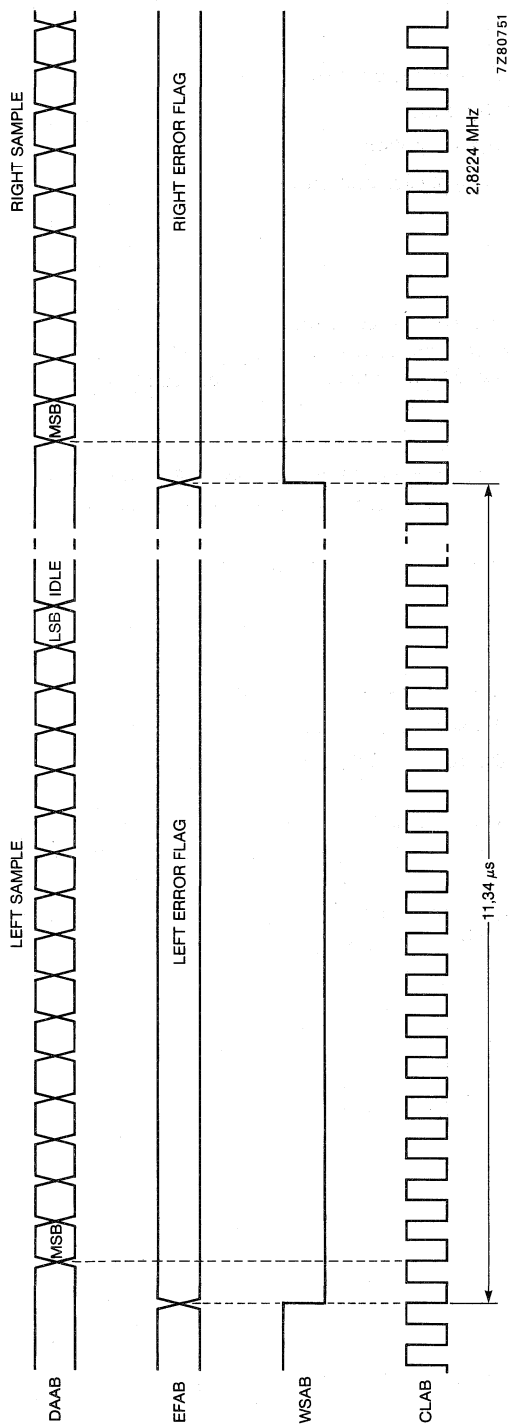 LEFT SAMPLE
RIGHT SAMPLE
DAAB
MSB
LSB
IDLE
MSB
EFAB
LEFT ERROR FLAG
RIGHT ERROR FLAG
WSAB
CLAB
2,8224 MHz
11,34 µs
7Z80751